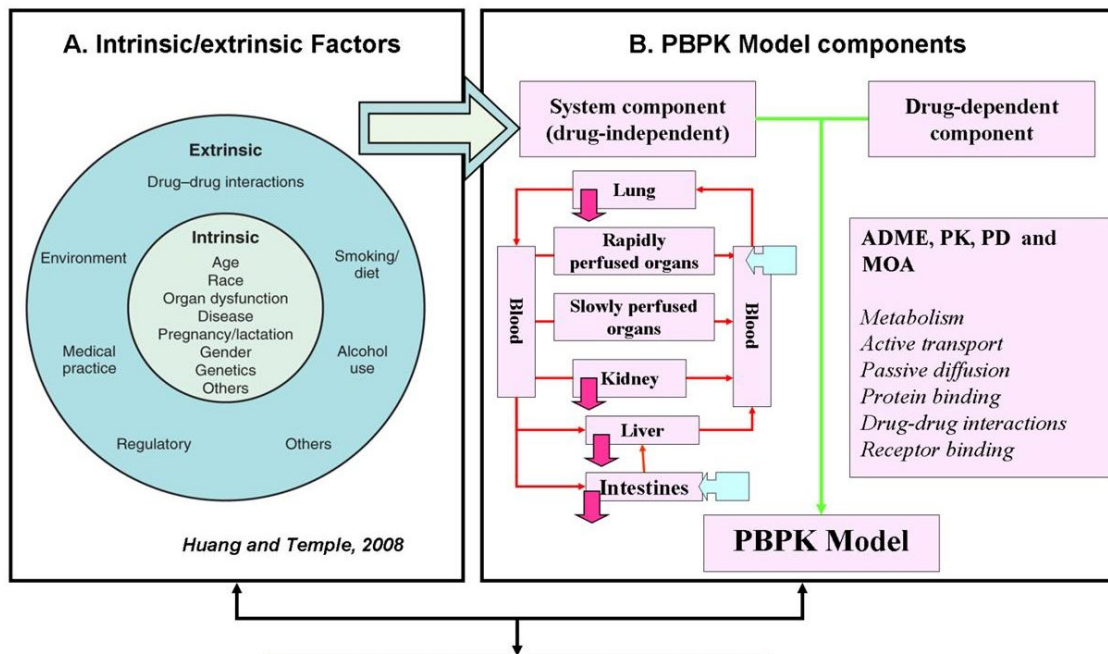 A. Intrinsic/extrinsic Factors
Extrinsic
Drug–drug interactions
Environment
Smoking/
diet
Intrinsic
Age
Race
Organ dysfunction
Disease
Pregnancy/lactation
Gender
Genetics
Others
Medical
practice
Alcohol
use
Regulatory
Others
Huang and Temple, 2008
B. PBPK Model components
System component
(drug-independent)
Drug-dependent
component
Lung
Rapidly
perfused organs
Slowly perfused
organs
Kidney
Liver
Intestines
Blood
Blood
ADME, PK, PD and
MOA
Metabolism
Active transport
Passive diffusion
Protein binding
Drug-drug interactions
Receptor binding
PBPK Model